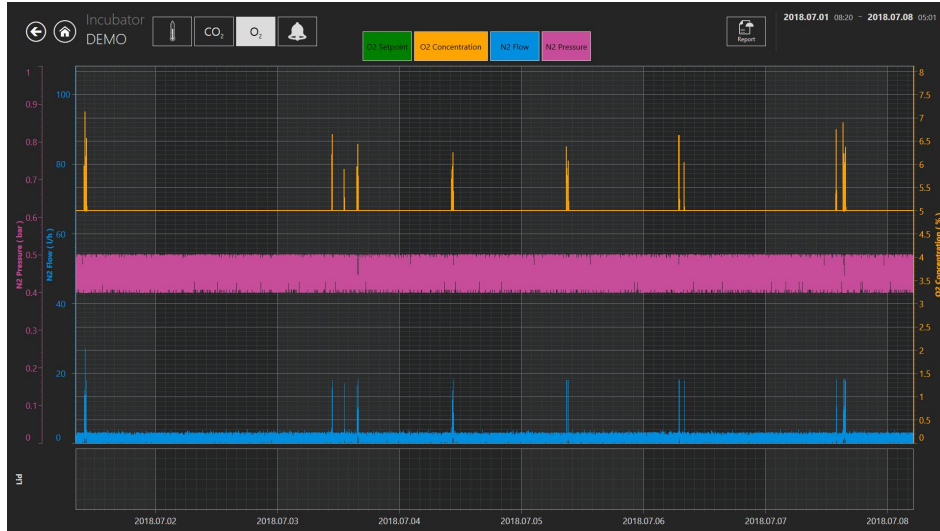 Incubator
DEMO
CO2
O2
Report
2018.07.01 08:20 - 2018.07.08 05:01
O2 Setpoint
O2 Concentration
N2 Flow
N2 Pressure
N2 Pressure ( bar )
1
0.9
0.8
0.7
0.6
0.5
0.4
0.3
0.2
0.1
0
N2 Flow ( l/h )
100
80
60
40
20
0
8
7.5
7
6.5
6
5.5
5
4.5
4
3.5
3
2.5
2
1.5
1
0.5
0
O2 Concentration ( % )
Lid
2018.07.02
2018.07.03
2018.07.04
2018.07.05
2018.07.06
2018.07.07
2018.07.08